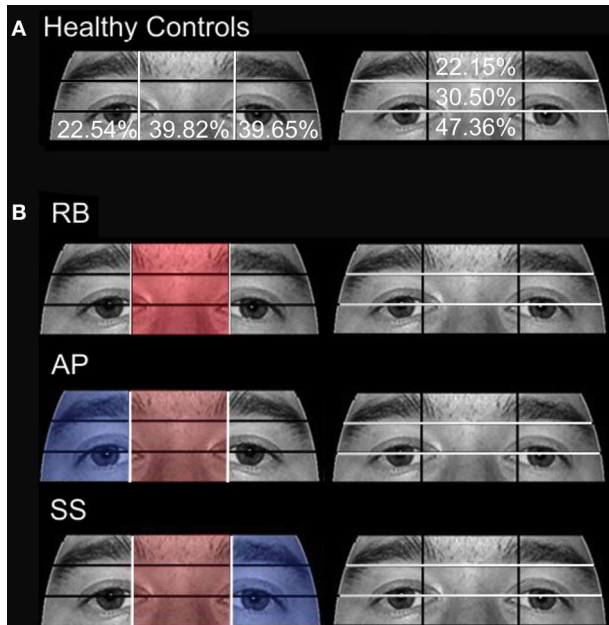 A Healthy Controls
22.54% 39.82% 39.65%
22.15%
30.50%
47.36%
B RB
AP
SS